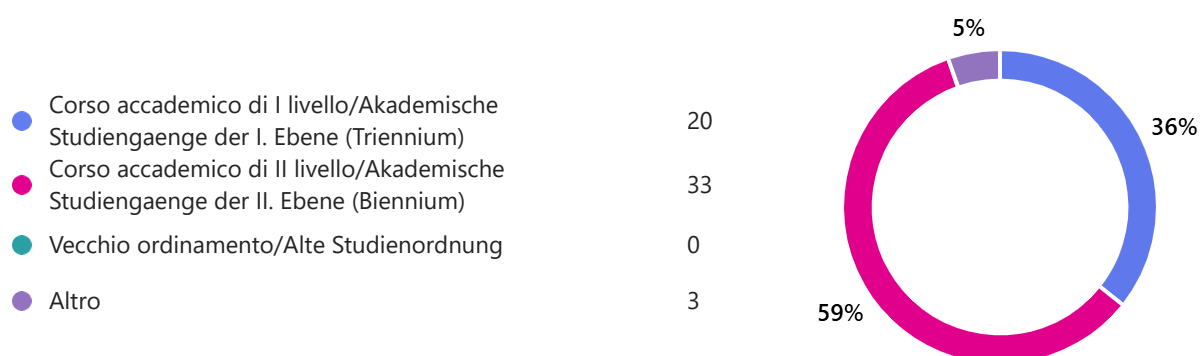 5%
Corso accademico di I livello/Akademische
Studiengaenge der I. Ebene (Triennium)
20
36%
Corso accademico di II livello/Akademische
Studiengaenge der II. Ebene (Biennium)
33
Vecchio ordinamento/Alte Studienordnung
0
Altro
3
59%